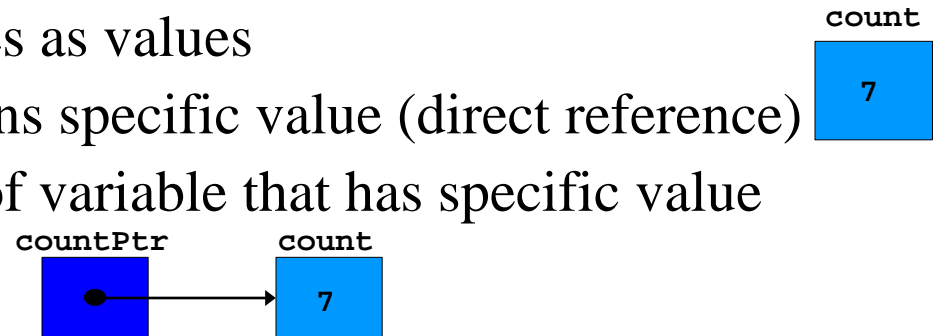 count
s as values
7
ns specific value (direct reference)
of variable that has specific value
countPtr count
7